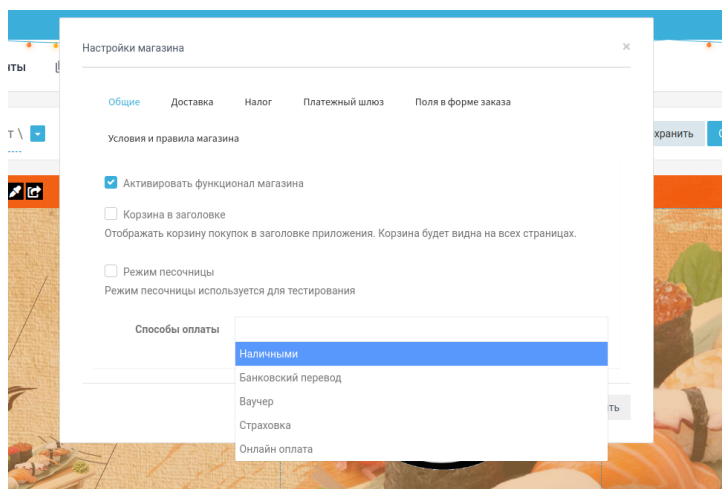 Настройки магазина
×
Общие Доставка Налог Платежный шлюз Поля в форме заказа
Условия и правила магазина
т \
Активировать функционал магазина
Корзина в заголовке
Отображать корзину покупок в заголовке приложения. Корзина будет видна на всех страницах.
Режим песочницы
Режим песочницы используется для тестирования
Способы оплаты
Наличными
Банковский перевод
Ваучер
Страховка
Онлайн оплата